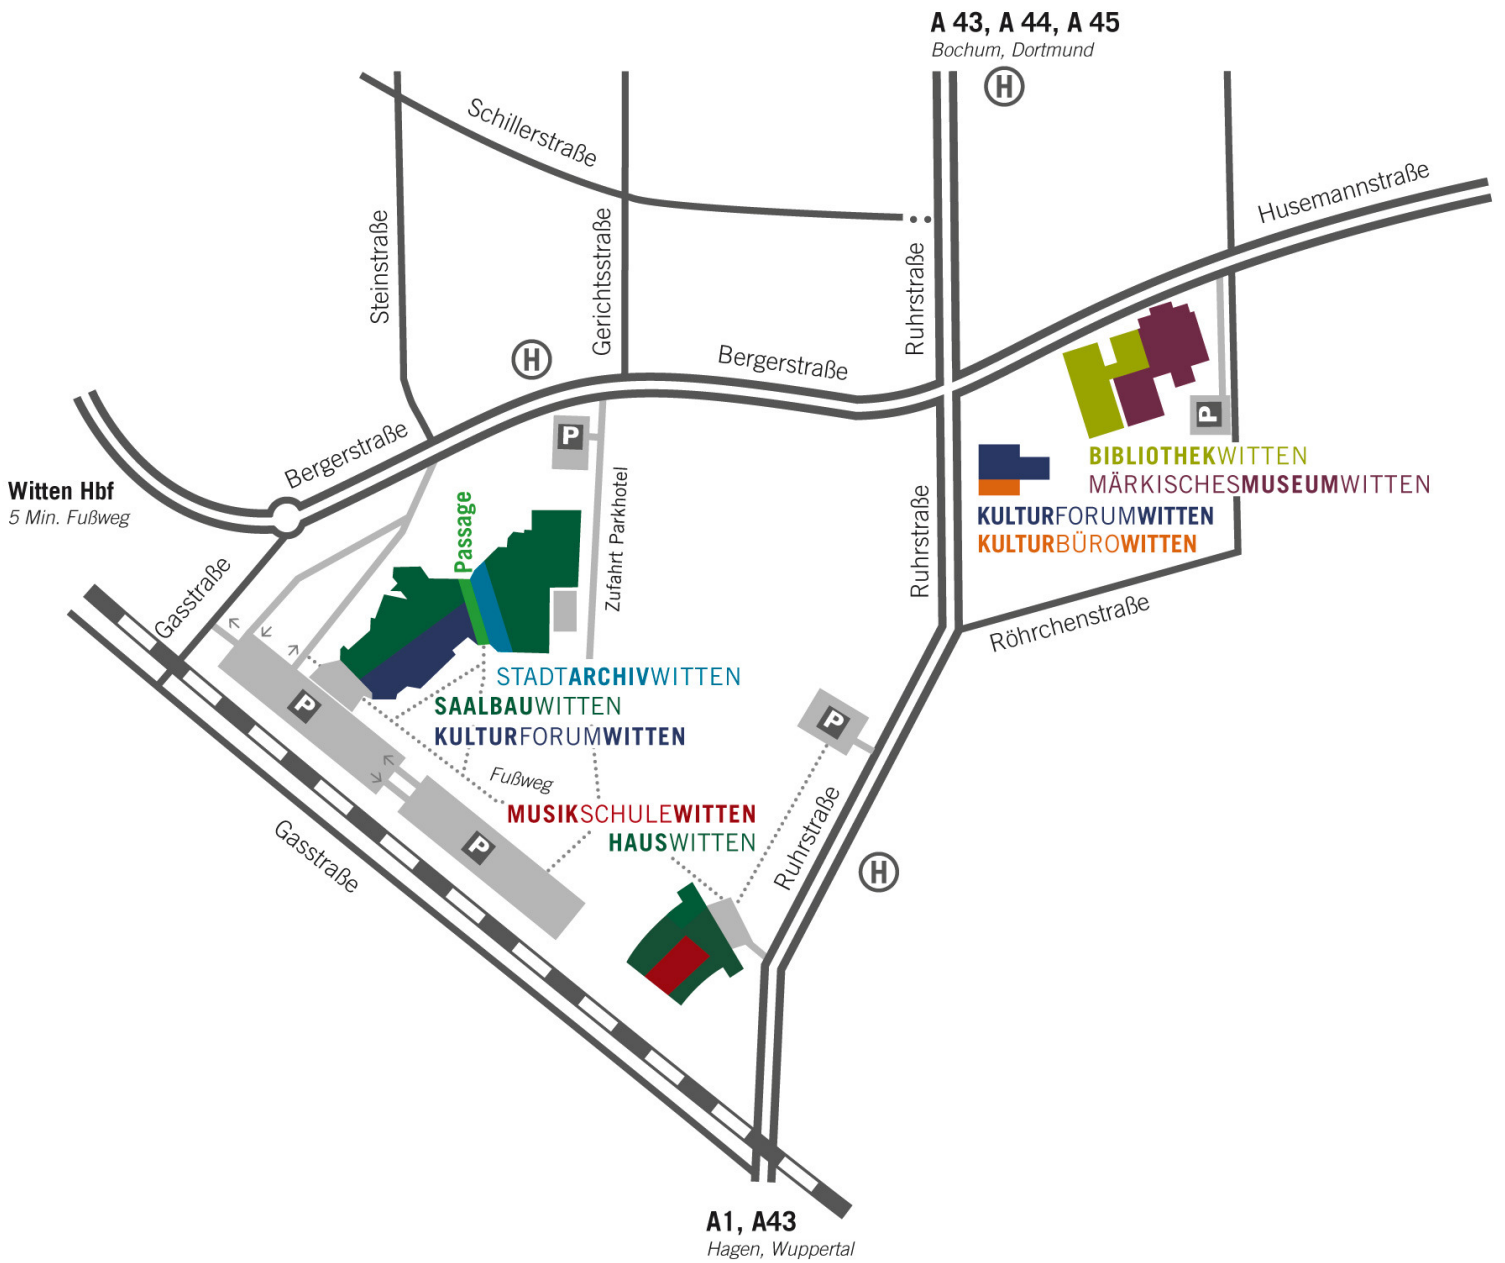 A 43, A 44, A 45
Bochum, Dortmund
H
Schillerstraße
Husemannstraße
Steinstraße
Gerichtsstraße
Ruhrstraße
H
Bergerstraße
P
P
Bergerstraße
BIBLIOTHEKWITTEN
MÄRKISCHESMUSEUMWITTEN
KULTURFORUMWITTEN
KULTURBÜROWITTEN
Witten Hbf
5 Min. Fußweg
Passage
Zufahrt Parkhotel
Ruhrstraße
Gasstraße
Röhrchenstraße
STADTARCHIVWITTEN
SAALBAUWITTEN
KULTURFORUMWITTEN
P
P
Fußweg
MUSIKSCHULEWITTEN
HAUSWITTEN
Ruhrstraße
P
Gasstraße
H
A1, A43
Hagen, Wuppertal